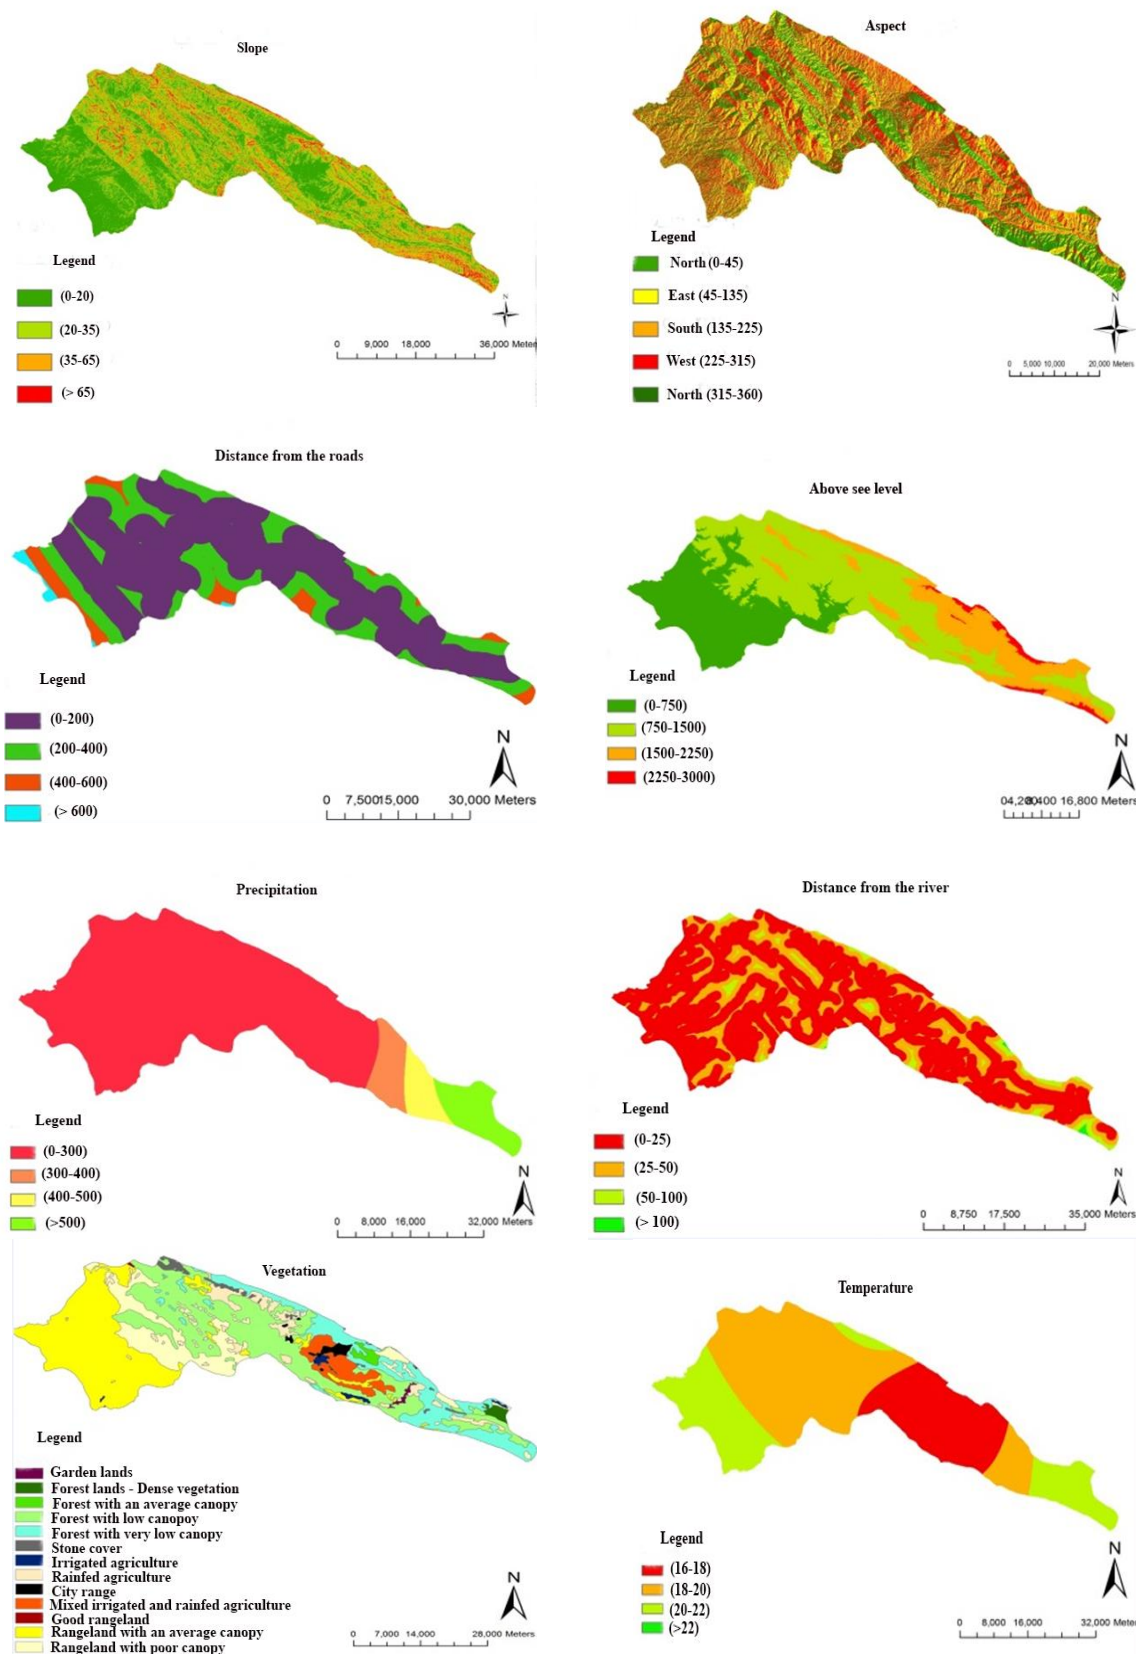 Slope
Legend
(0-20)
(20-35)
(35-65)
(> 65)
N
0 9,000 18,000 36,000 Meters
Aspect
Legend
North (0-45)
East (45-135)
South (135-225)
West (225-315)
North (315-360)
N
0 5,000 10,000 20,000 Meters
Distance from the roads
Legend
(0-200)
(200-400)
(400-600)
(> 600)
N
0 7,50015,000 30,000 Meters
Above see level
Legend
(0-750)
(750-1500)
(1500-2250)
(2250-3000)
N
16,800 Meters
Precipitation
Legend
(0-300)
(300-400)
(400-500)
(>500)
N
0 8,000 16,000 32,000 Meters
Distance from the river
Legend
(0-25)
(25-50)
(50-100)
(> 100)
N
0 8,750 17,500 35,000 Meters
Vegetation
Legend
Garden lands
Forest lands - Dense vegetation
Forest with an average canopy
Forest with low canopoy
Forest with very low canopy
Stone cover
Irrigated agriculture
Rainfed agriculture
City range
Mixed irrigated and rainfed agriculture
Good rangeland
Rangeland with an average canopy
Rangeland with poor canopy
N
0 7,000 14,000 28,000 Meters
Temperature
Legend
(16-18)
(18-20)
(20-22)
(>22)
N
0 8,000 16,000 32,000 Meters